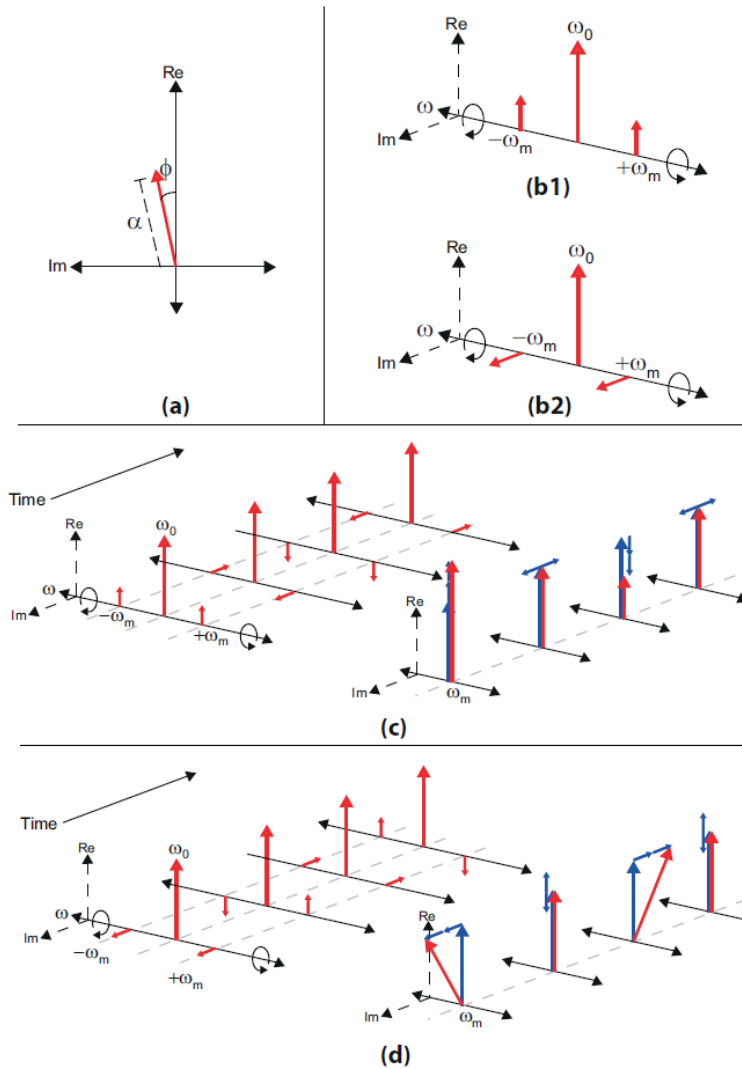 Re
ϕ
α
Im
(a)
Re
ω₀
ω
Im
−ωₘ
+ωₘ
(b1)
Re
ω₀
ω
−ωₘ
Im
+ωₘ
(b2)
Time
Re
ω₀
ω
Im
−ωₘ
+ωₘ
Re
Im
ωₘ
(c)
Time
Re
ω₀
ω
Im
−ωₘ
+ωₘ
Re
Im
ωₘ
(d)